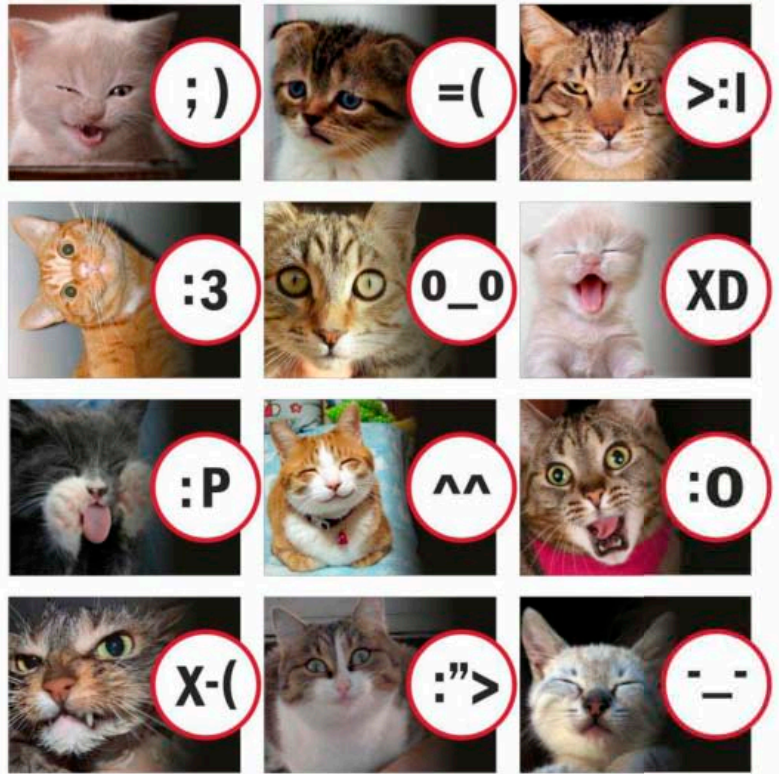 ;)
=(
>:|
:3
0_0
XD
:P
^^
:O
X-(
:">
-_-